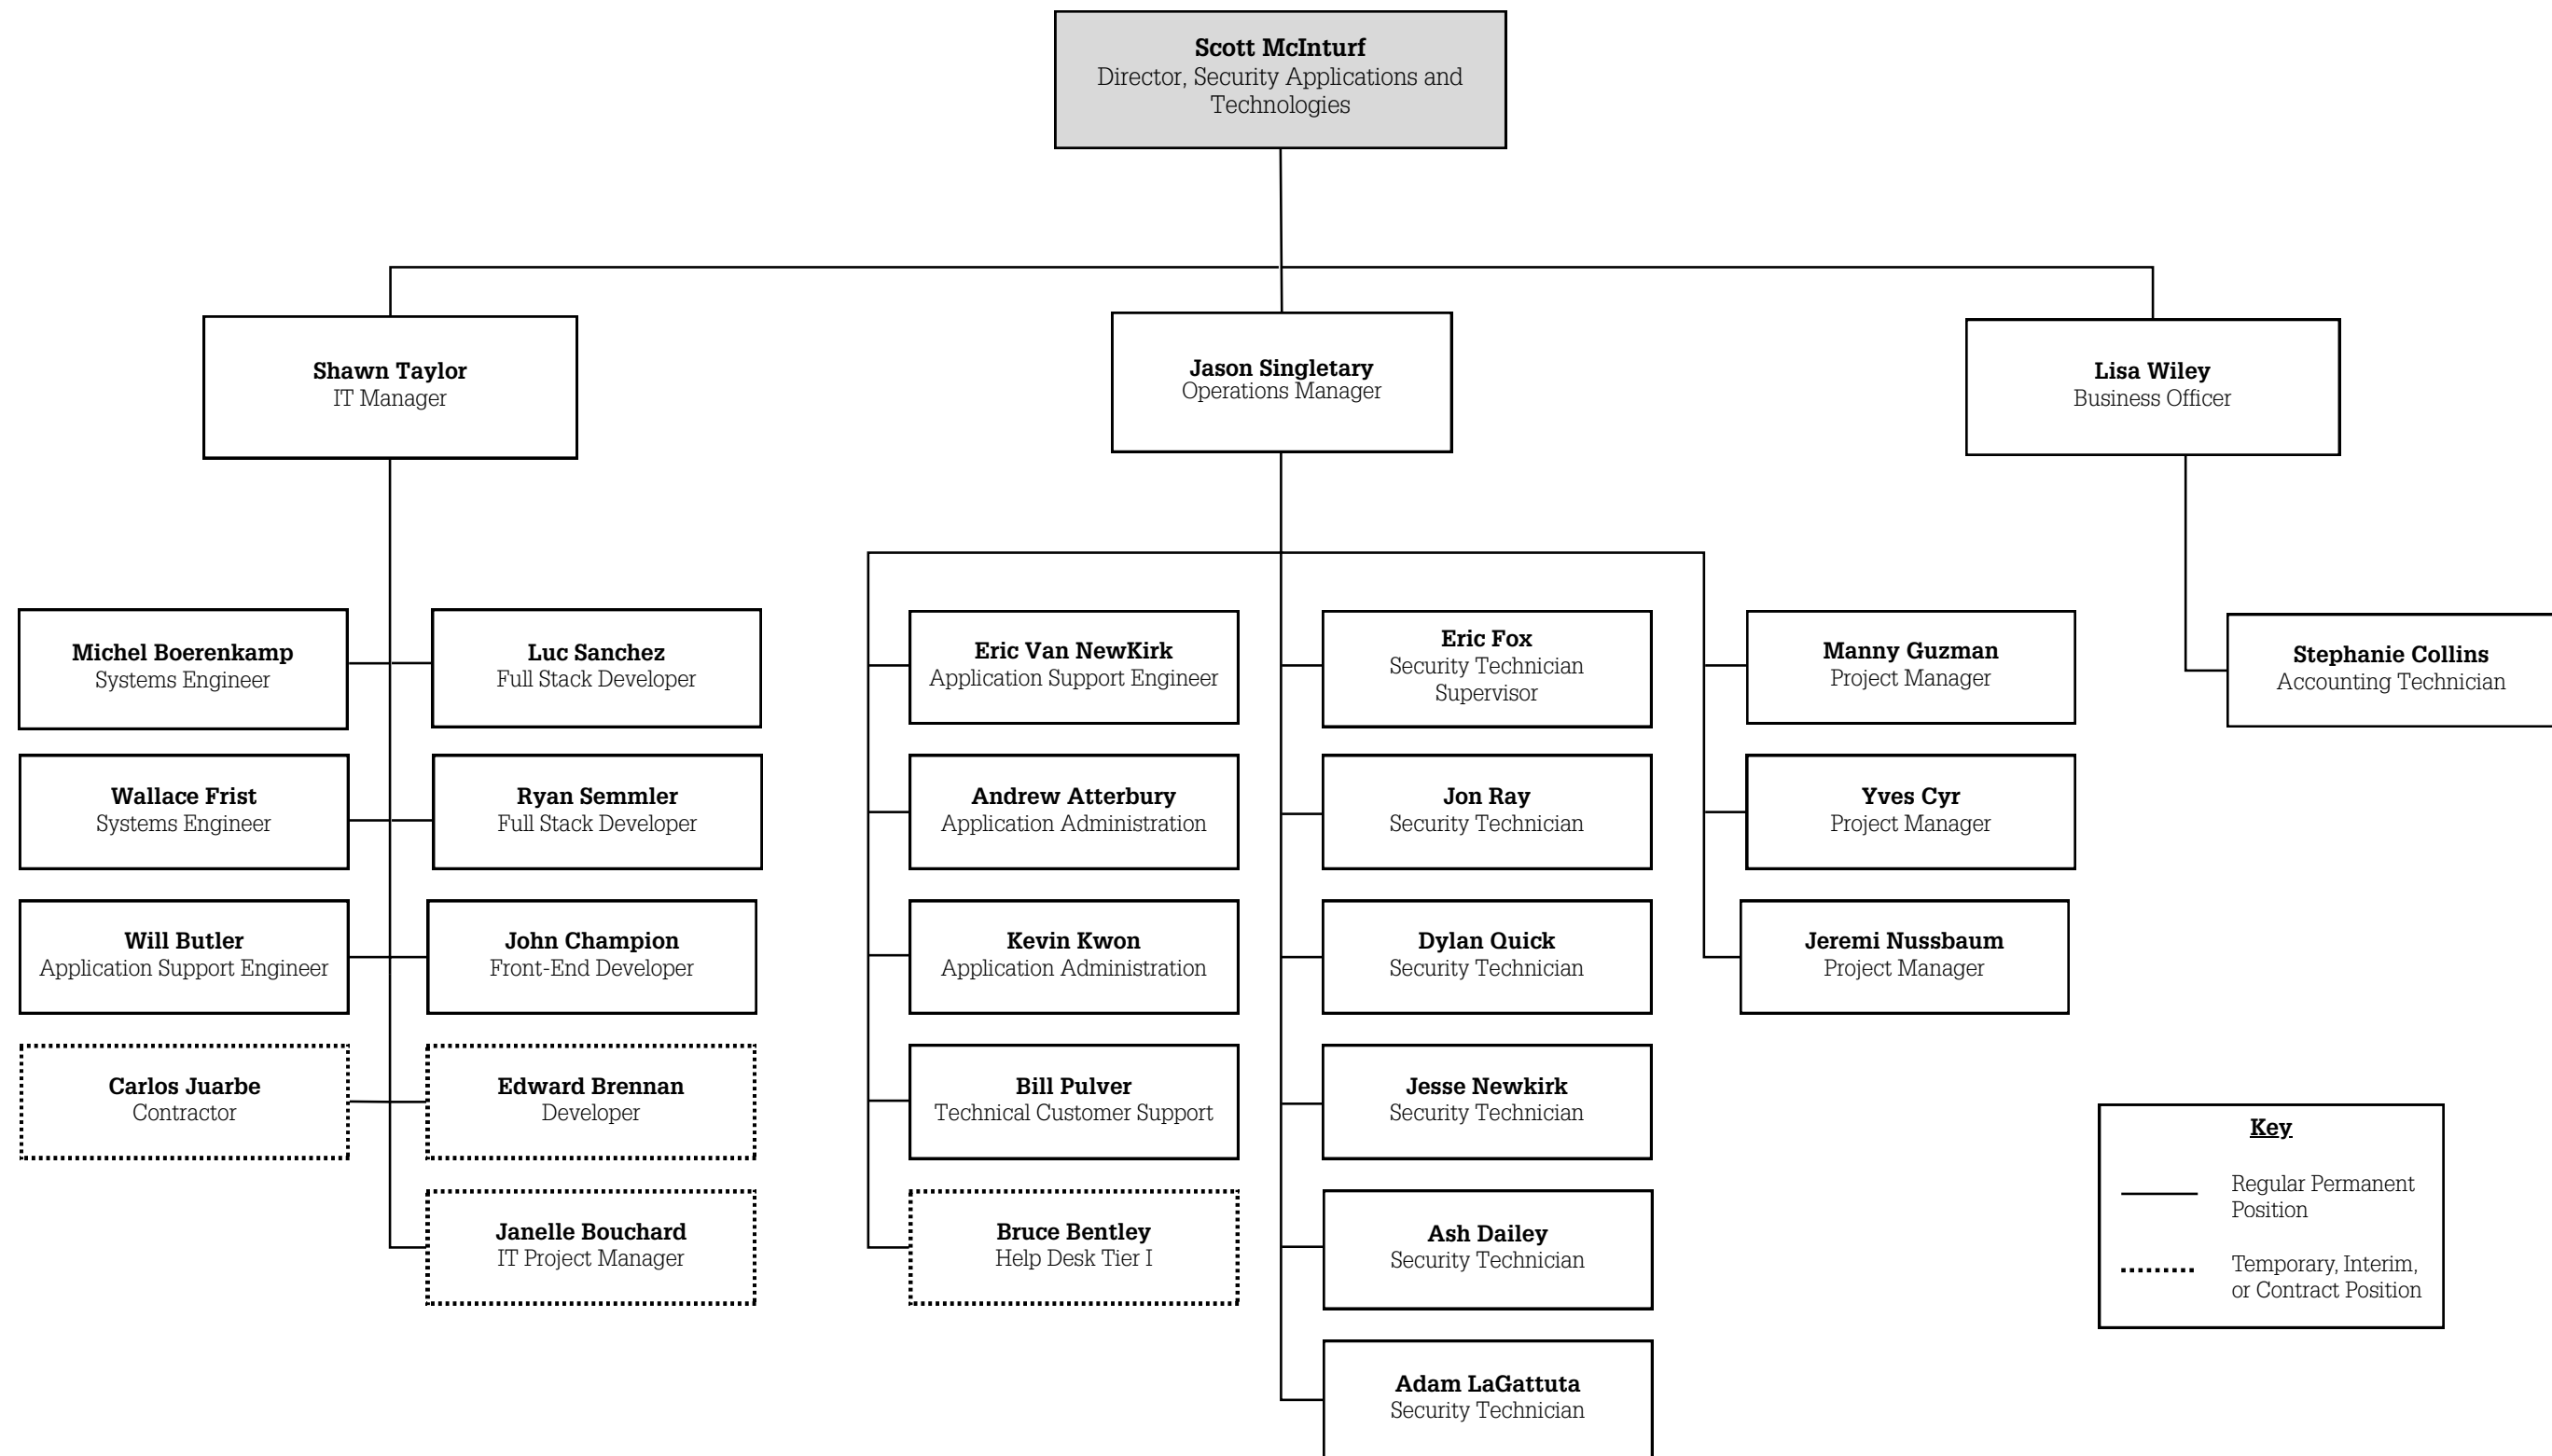 Scott McInturf
Director, Security Applications and
Technologies
Shawn Taylor
IT Manager
Jason Singletary
Operations Manager
Lisa Wiley
Business Officer
Michel Boerenkamp
Systems Engineer
Luc Sanchez
Full Stack Developer
Wallace Frist
Systems Engineer
Ryan Semmler
Full Stack Developer
Will Butler
Application Support Engineer
John Champion
Front-End Developer
Carlos Juarbe
Contractor
Edward Brennan
Developer
Janelle Bouchard
IT Project Manager
Eric Van NewKirk
Application Support Engineer
Andrew Atterbury
Application Administration
Kevin Kwon
Application Administration
Bill Pulver
Technical Customer Support
Bruce Bentley
Help Desk Tier I
Eric Fox
Security Technician
Supervisor
Jon Ray
Security Technician
Dylan Quick
Security Technician
Jesse Newkirk
Security Technician
Ash Dailey
Security Technician
Adam LaGattuta
Security Technician
Manny Guzman
Project Manager
Yves Cyr
Project Manager
Jeremi Nussbaum
Project Manager
Stephanie Collins
Accounting Technician
Key
Regular Permanent
Position
Temporary, Interim,
or Contract Position